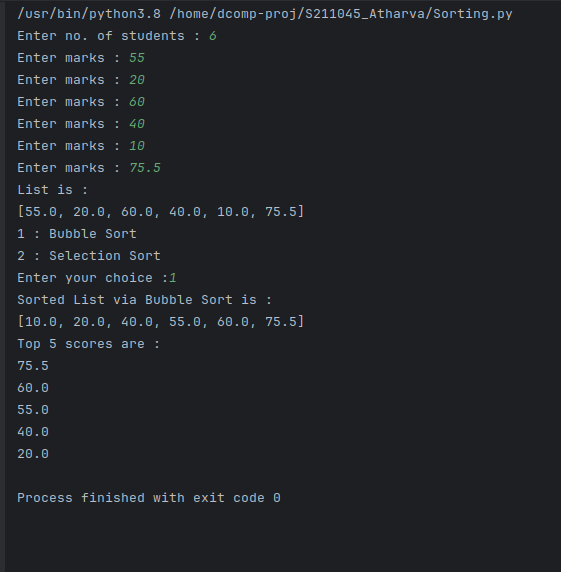 /usr/bin/python3.8 /home/dcomp-proj/S211045_Atharva/Sorting.py
Enter no. of students : 6
Enter marks : 55
Enter marks : 20
Enter marks : 60
Enter marks : 40
Enter marks : 10
Enter marks : 75.5
List is :
[55.0, 20.0, 60.0, 40.0, 10.0, 75.5]
1 : Bubble Sort
2 : Selection Sort
Enter your choice :1
Sorted List via Bubble Sort is :
[10.0, 20.0, 40.0, 55.0, 60.0, 75.5]
Top 5 scores are :
75.5
60.0
55.0
40.0
20.0
Process finished with exit code 0